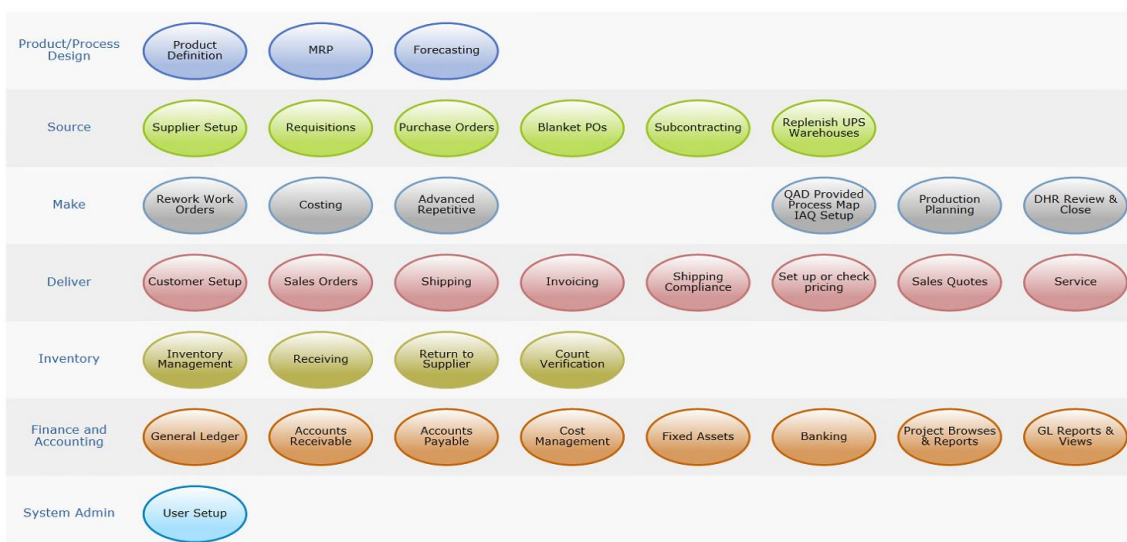 Product/Process
Design
Product
Definition
MRP
Forecasting
Source
Supplier Setup
Requisitions
Purchase Orders
Blanket POs
Subcontracting
Replenish UPS
Warehouses
Make
Rework Work
Orders
Costing
Advanced
Repetitive
QAD Provided
Process Map
IAQ Setup
Production
Planning
DHR Review &
Close
Deliver
Customer Setup
Sales Orders
Shipping
Invoicing
Shipping
Compliance
Set up or check
pricing
Sales Quotes
Service
Inventory
Inventory
Management
Receiving
Return to
Supplier
Count
Verification
Finance and
Accounting
General Ledger
Accounts
Receivable
Accounts
Payable
Cost
Management
Fixed Assets
Banking
Project Browses
& Reports
GL Reports &
Views
System Admin
User Setup